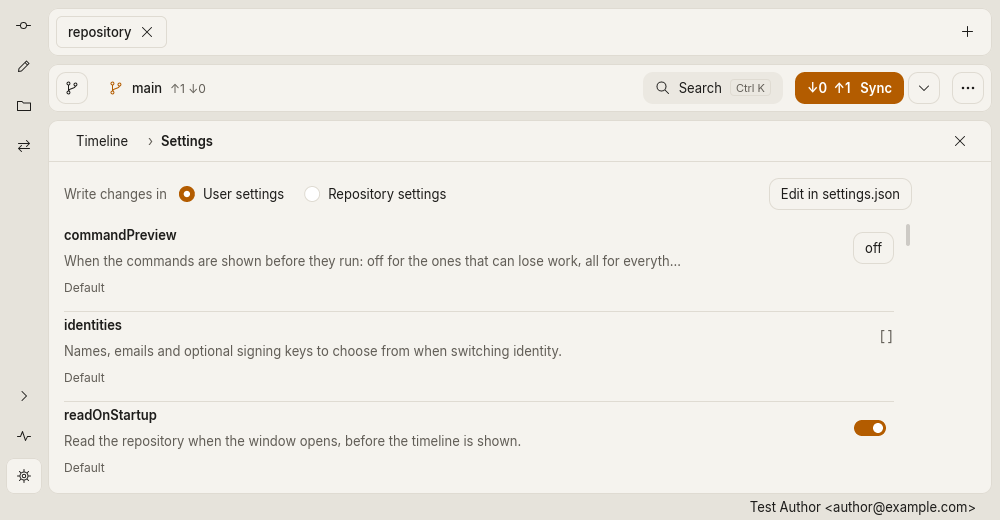 repository
main ↑1 ↓0
Search Ctrl K
↓0 ↑1 Sync
Timeline › Settings
Write changes in User settings Repository settings Edit in settings.json
commandPreview
off
When the commands are shown before they run: off for the ones that can lose work, all for everyth...
Default
identities
[]
Names, emails and optional signing keys to choose from when switching identity.
Default
readOnStartup
Read the repository when the window opens, before the timeline is shown.
Default
Test Author <author@example.com>